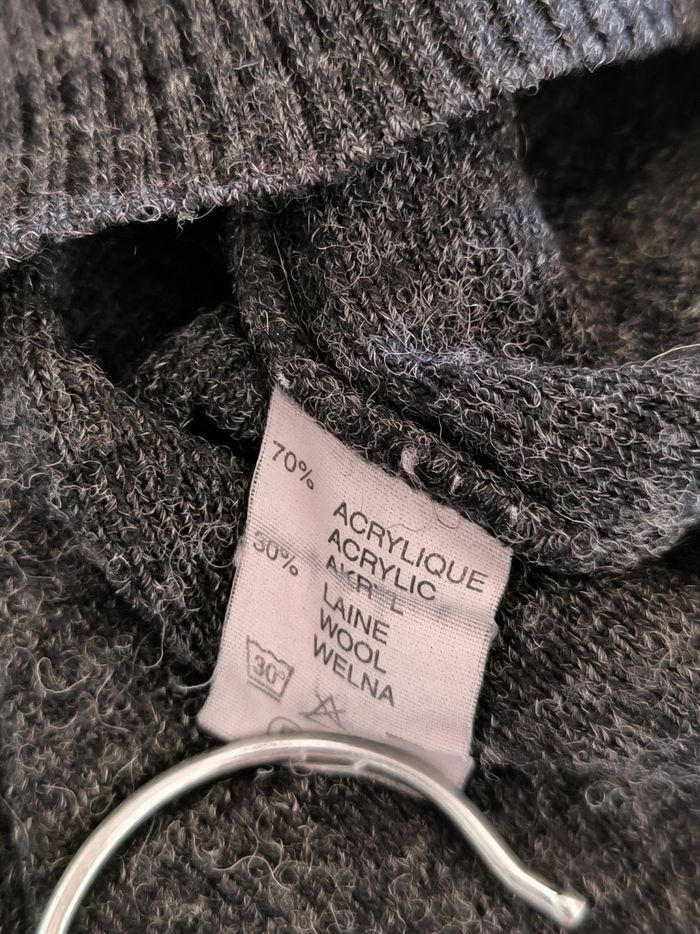 70% ACRYLIQUE
ACRYLIC
30% LAINE
WOOL
WELNA
30°